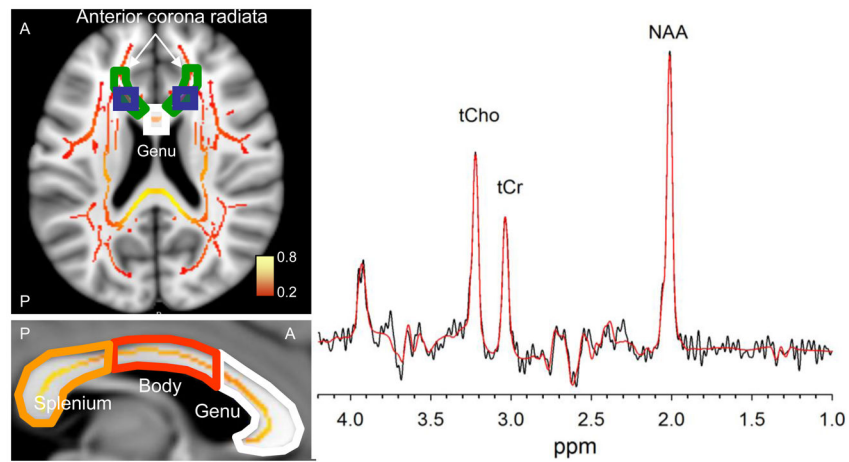 Anterior corona radiata
A
Genu
0.8
0.2
P
P
A
Body
Splenium
Genu
NAA
tCho
tCr
4.0 3.5 3.0 2.5 2.0 1.5 1.0
ppm